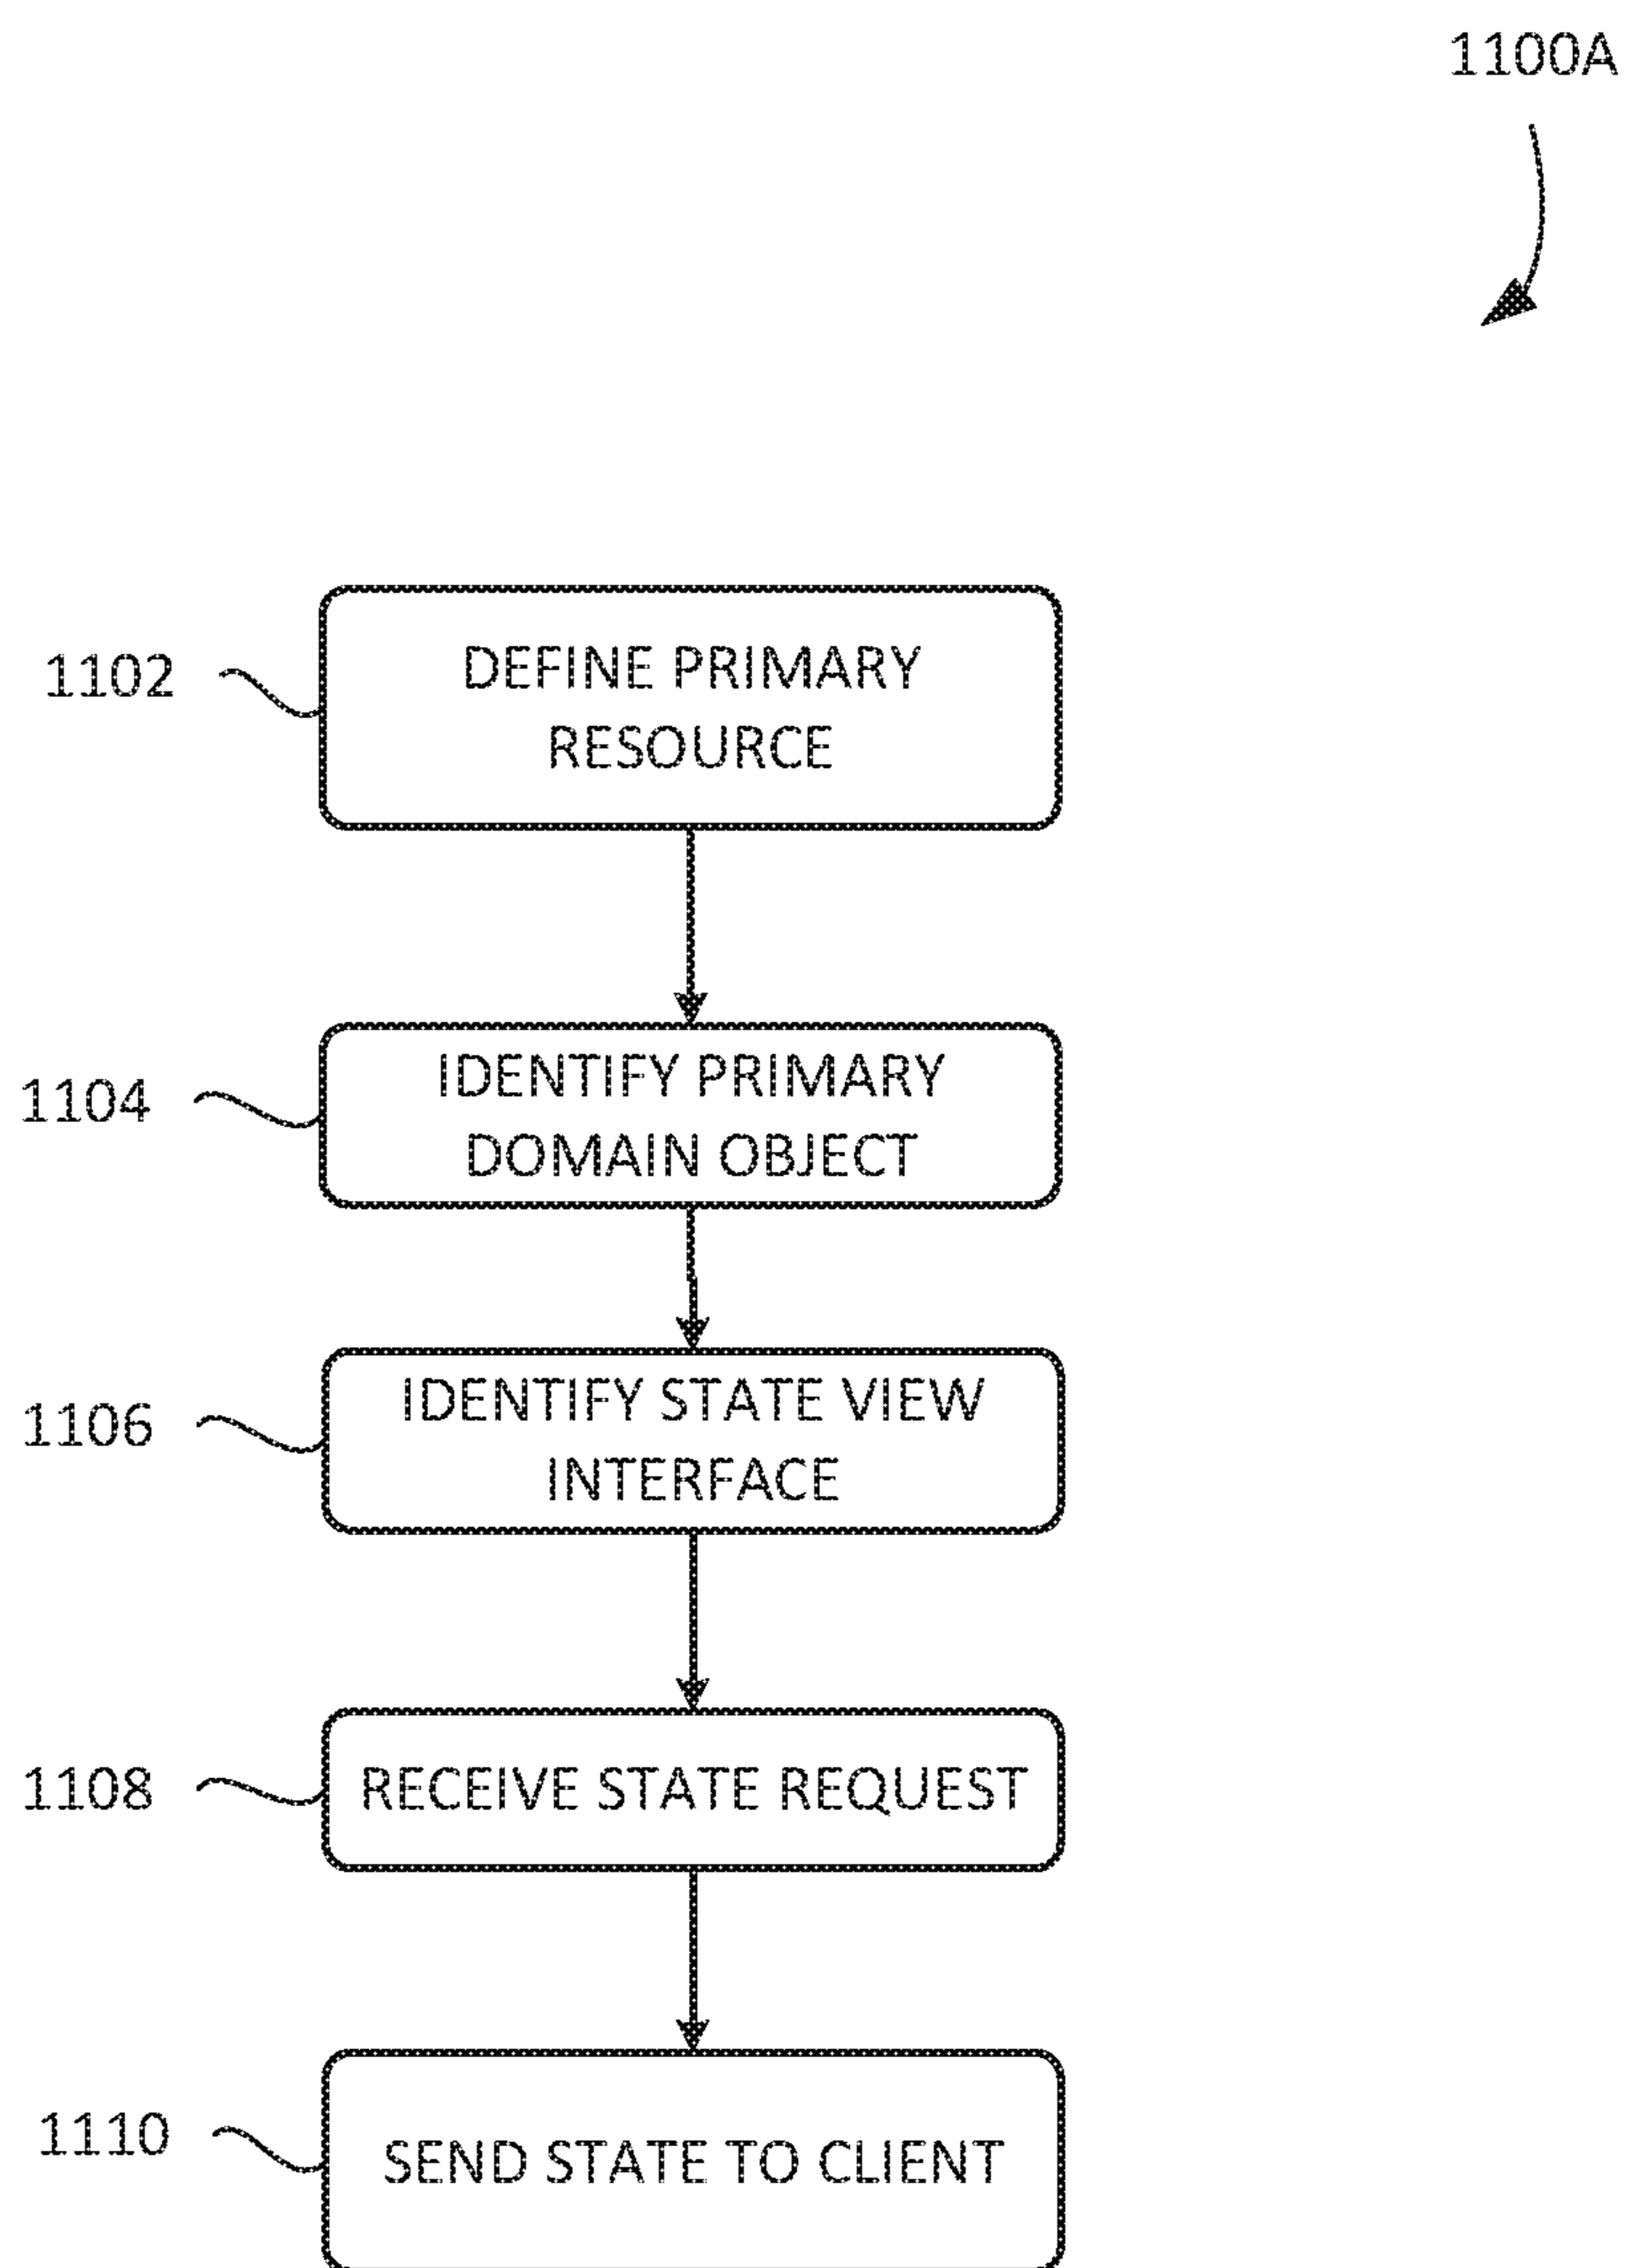 1100A
1102
DEFINE PRIMARY
RESOURCE
1104
IDENTIFY PRIMARY
DOMAIN OBJECT
1106
IDENTIFY STATE VIEW
INTERFACE
1108
RECEIVE STATE REQUEST
1110
SEND STATE TO CLIENT